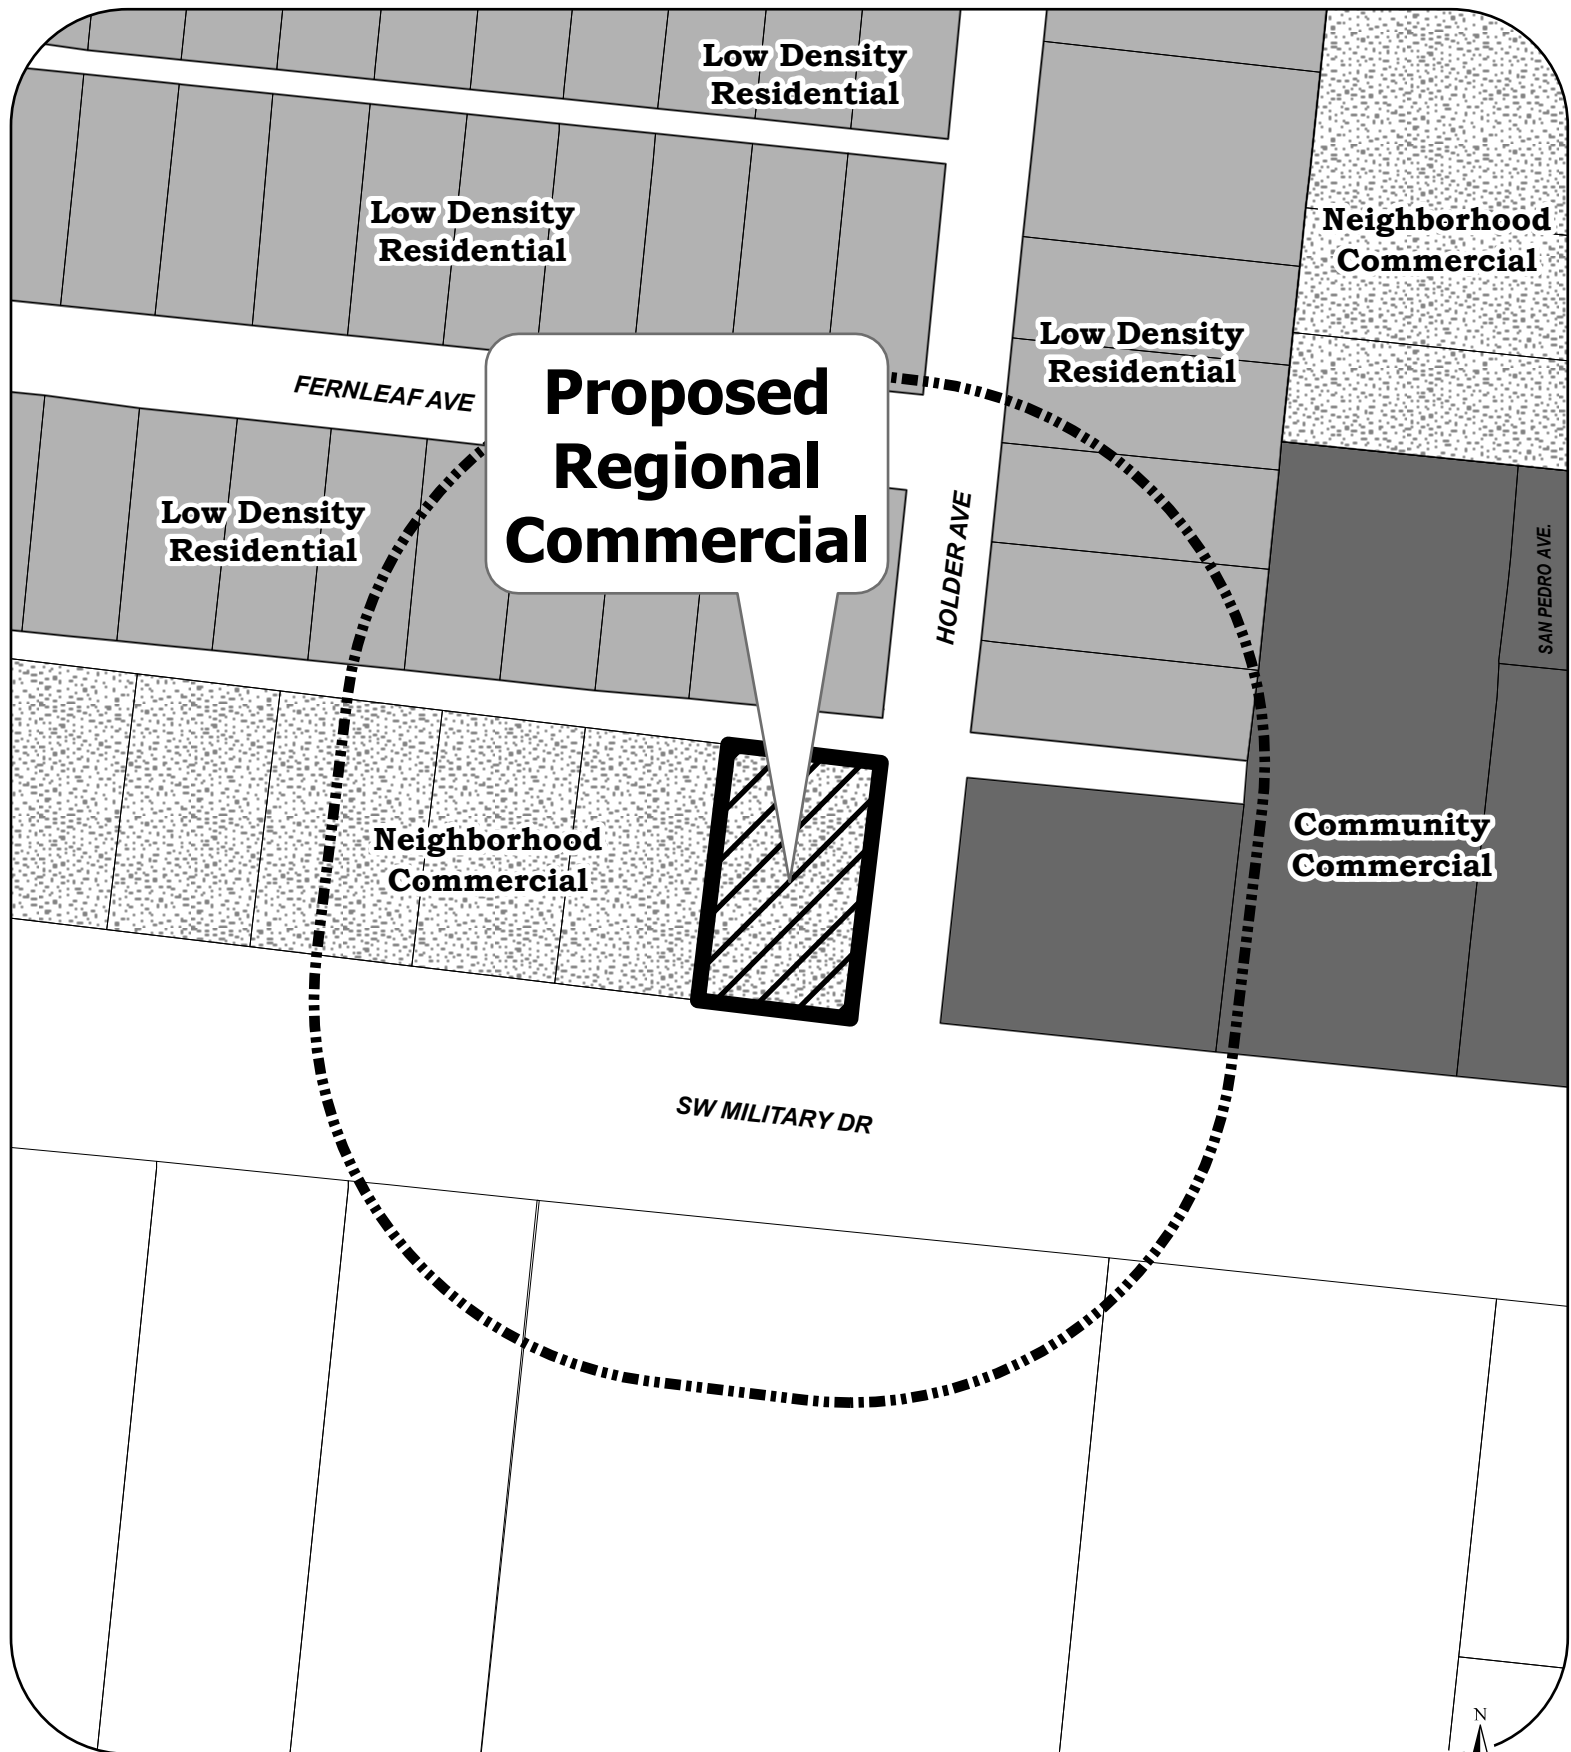 Low Density
Residential
Low Density
Residential
Neighborhood
Commercial
Low Density
Residential
FERNLEAF AVE
Proposed
Regional
Commercial
Low Density
Residential
HOLDER AVE
SAN PEDRO AVE.
Neighborhood
Commercial
Community
Commercial
SW MILITARY DR
N